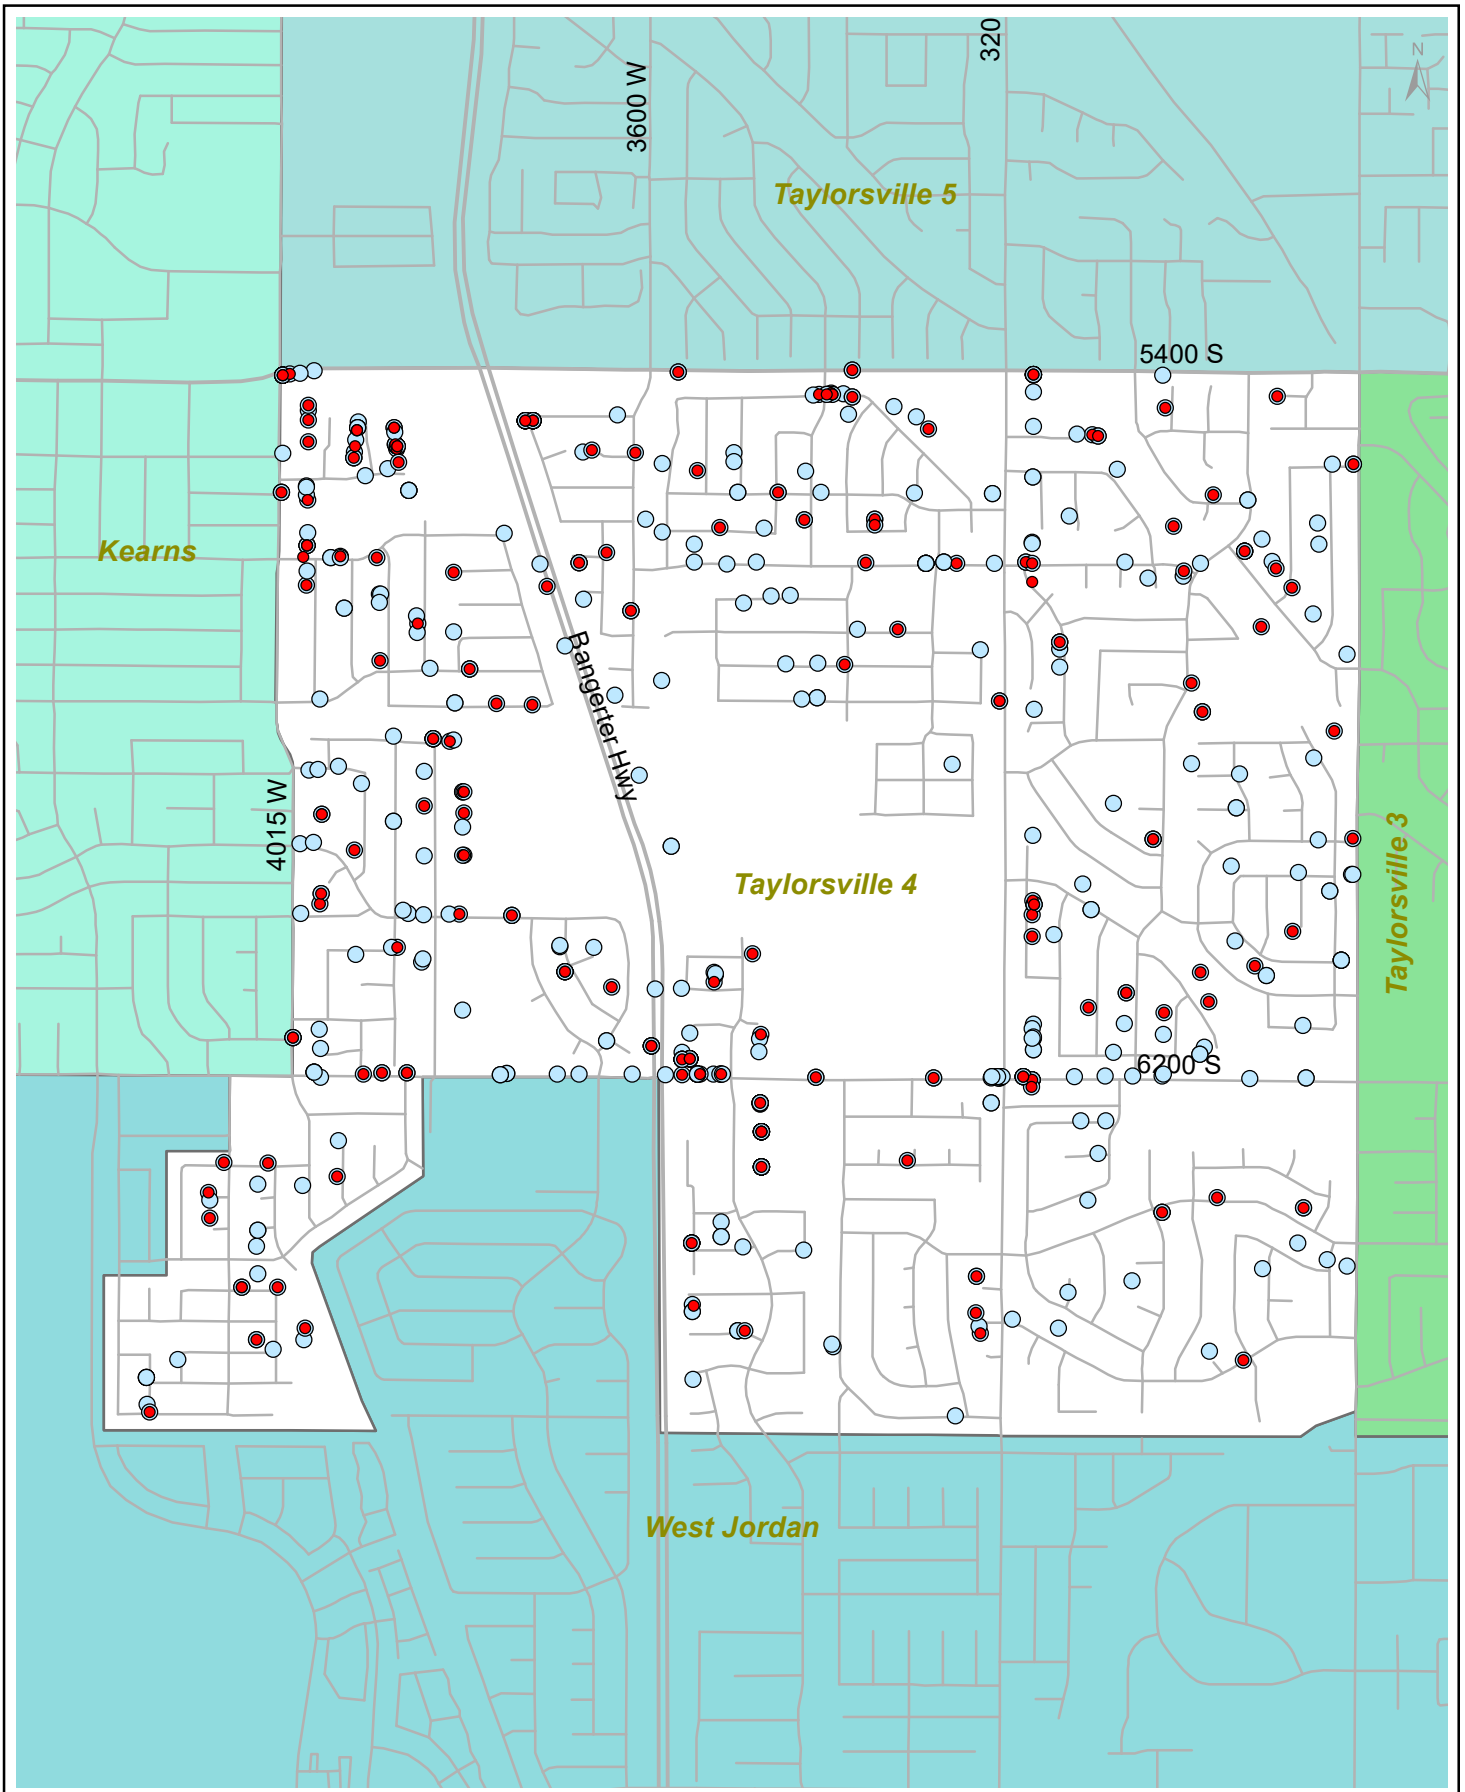 320
N
3600 W
Taylorsville 5
5400 S
Kearns
Bangerter Hwy
4015 W
Taylorsville 4
Taylorsville 3
6200 S
West Jordan